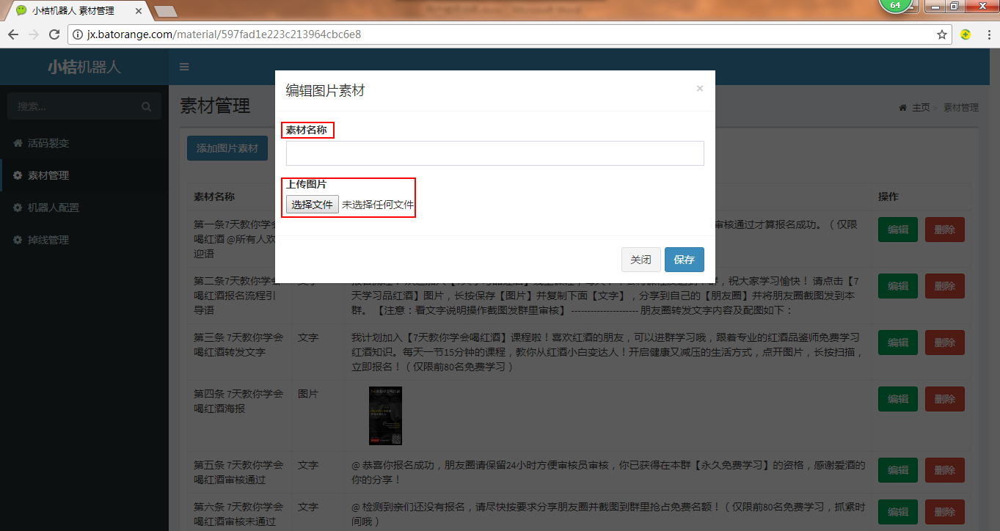 小桔机器人 素材管理
64
jx.batorange.com/material/597fad1e223c213964cbc6e8
小桔机器人
搜索...
活码裂变
素材管理
机器人配置
掉线管理
素材管理
主页 > 素材管理
添加图片素材
编辑图片素材
×
素材名称
上传图片
选择文件 未选择任何文件
关闭 保存
素材名称
操作
第一条7天教你学会
喝红酒 @所有人欢
迎语
审核通过才算报名成功。（仅限
编辑 删除
第二条7天教你学会
喝红酒报名流程引
导语
文字
，祝大家学习愉快！ 请点击【7
天学习品红酒】图片，长按保存【图片】并复制下面【文字】，分享到自己的【朋友圈】并将朋友圈截图发到本
群。 【注意：看文字说明操作截图发群里审核】 --------------------- 朋友圈转发文字内容及配图如下：
编辑 删除
第三条 7天教你学会
喝红酒转发文字
文字
我计划加入【7天教你学会喝红酒】课程啦！喜欢红酒的朋友，可以进群学习哦，跟着专业的红酒品鉴师免费学习
红酒知识。每天一节15分钟的课程，教你从红酒小白变达人！开启健康又减压的生活方式，点开图片，长按扫描，
立即报名！（仅限前80名免费学习）
编辑 删除
第四条 7天教你学会
喝红酒海报
图片
编辑 删除
第五条 7天教你学会
喝红酒审核通过
文字
@ 恭喜你报名成功，朋友圈请保留24小时方便审核员审核，你已获得在本群【永久免费学习】的资格，感谢爱酒的
你的分享！
编辑 删除
第六条 7天教你学会
喝红酒审核未通过
文字
@ 检测到亲们还没有报名，请尽快按要求分享朋友圈并截图到群里抢占免费名额！（仅限前80名免费学习，抓紧时
间哦）
编辑 删除